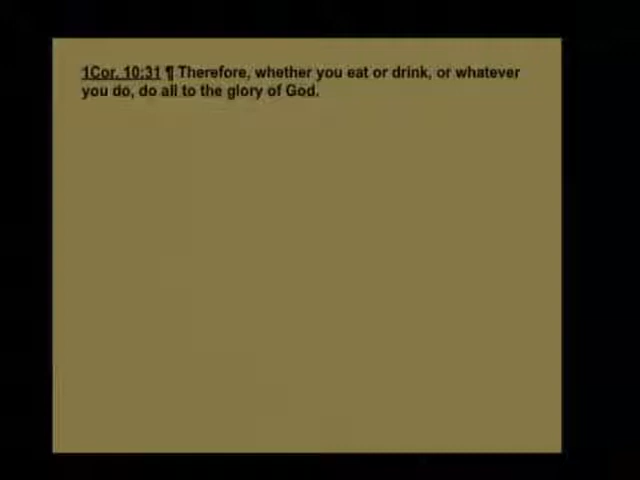 1Cor. 10:31 ¶ Therefore, whether you eat or drink, or whatever
you do, do all to the glory of God.